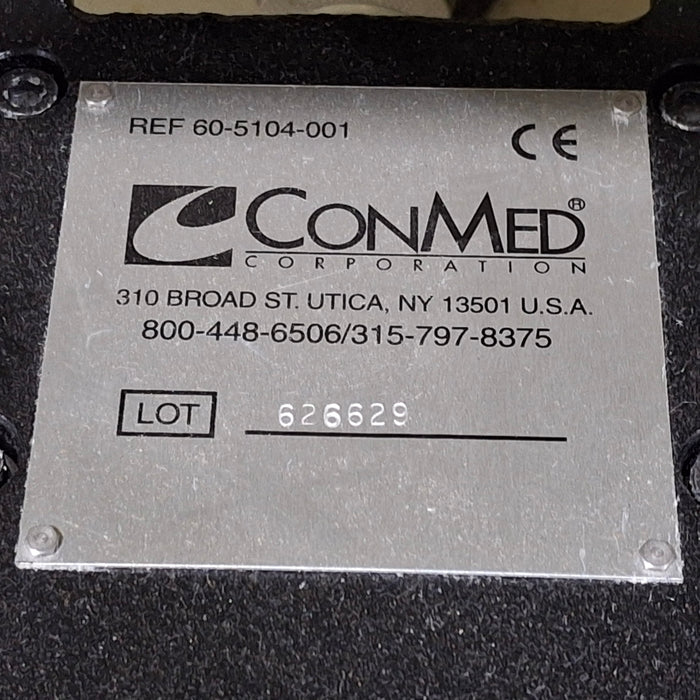 REF 60-5104-001
CE
CONMED®
CORPORATION
310 BROAD ST. UTICA, NY 13501 U.S.A.
800-448-6506/315-797-8375
LOT 626629